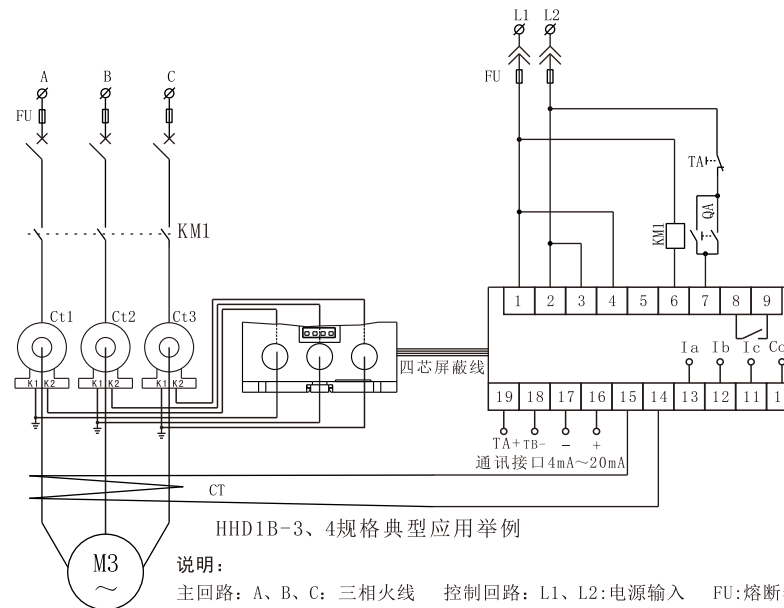 L1 L2
A B C
FU
FU
TA
QA
KM1
KM1
Ct1 Ct2 Ct3
1 2 3 4 5 6 7 8 9
K1 K2 K1 K2 K1 K2
四芯屏蔽线
Ia Ib Ic
19 18 17 16 15 14 13 12 11
TA+ TB- - +
通讯接口4mA～20mA
CT
HHD1B-3、4规格典型应用举例
M3
～
说明：
主回路：A、B、C：三相火线 控制回路：L1、L2:电源输入 FU:熔断